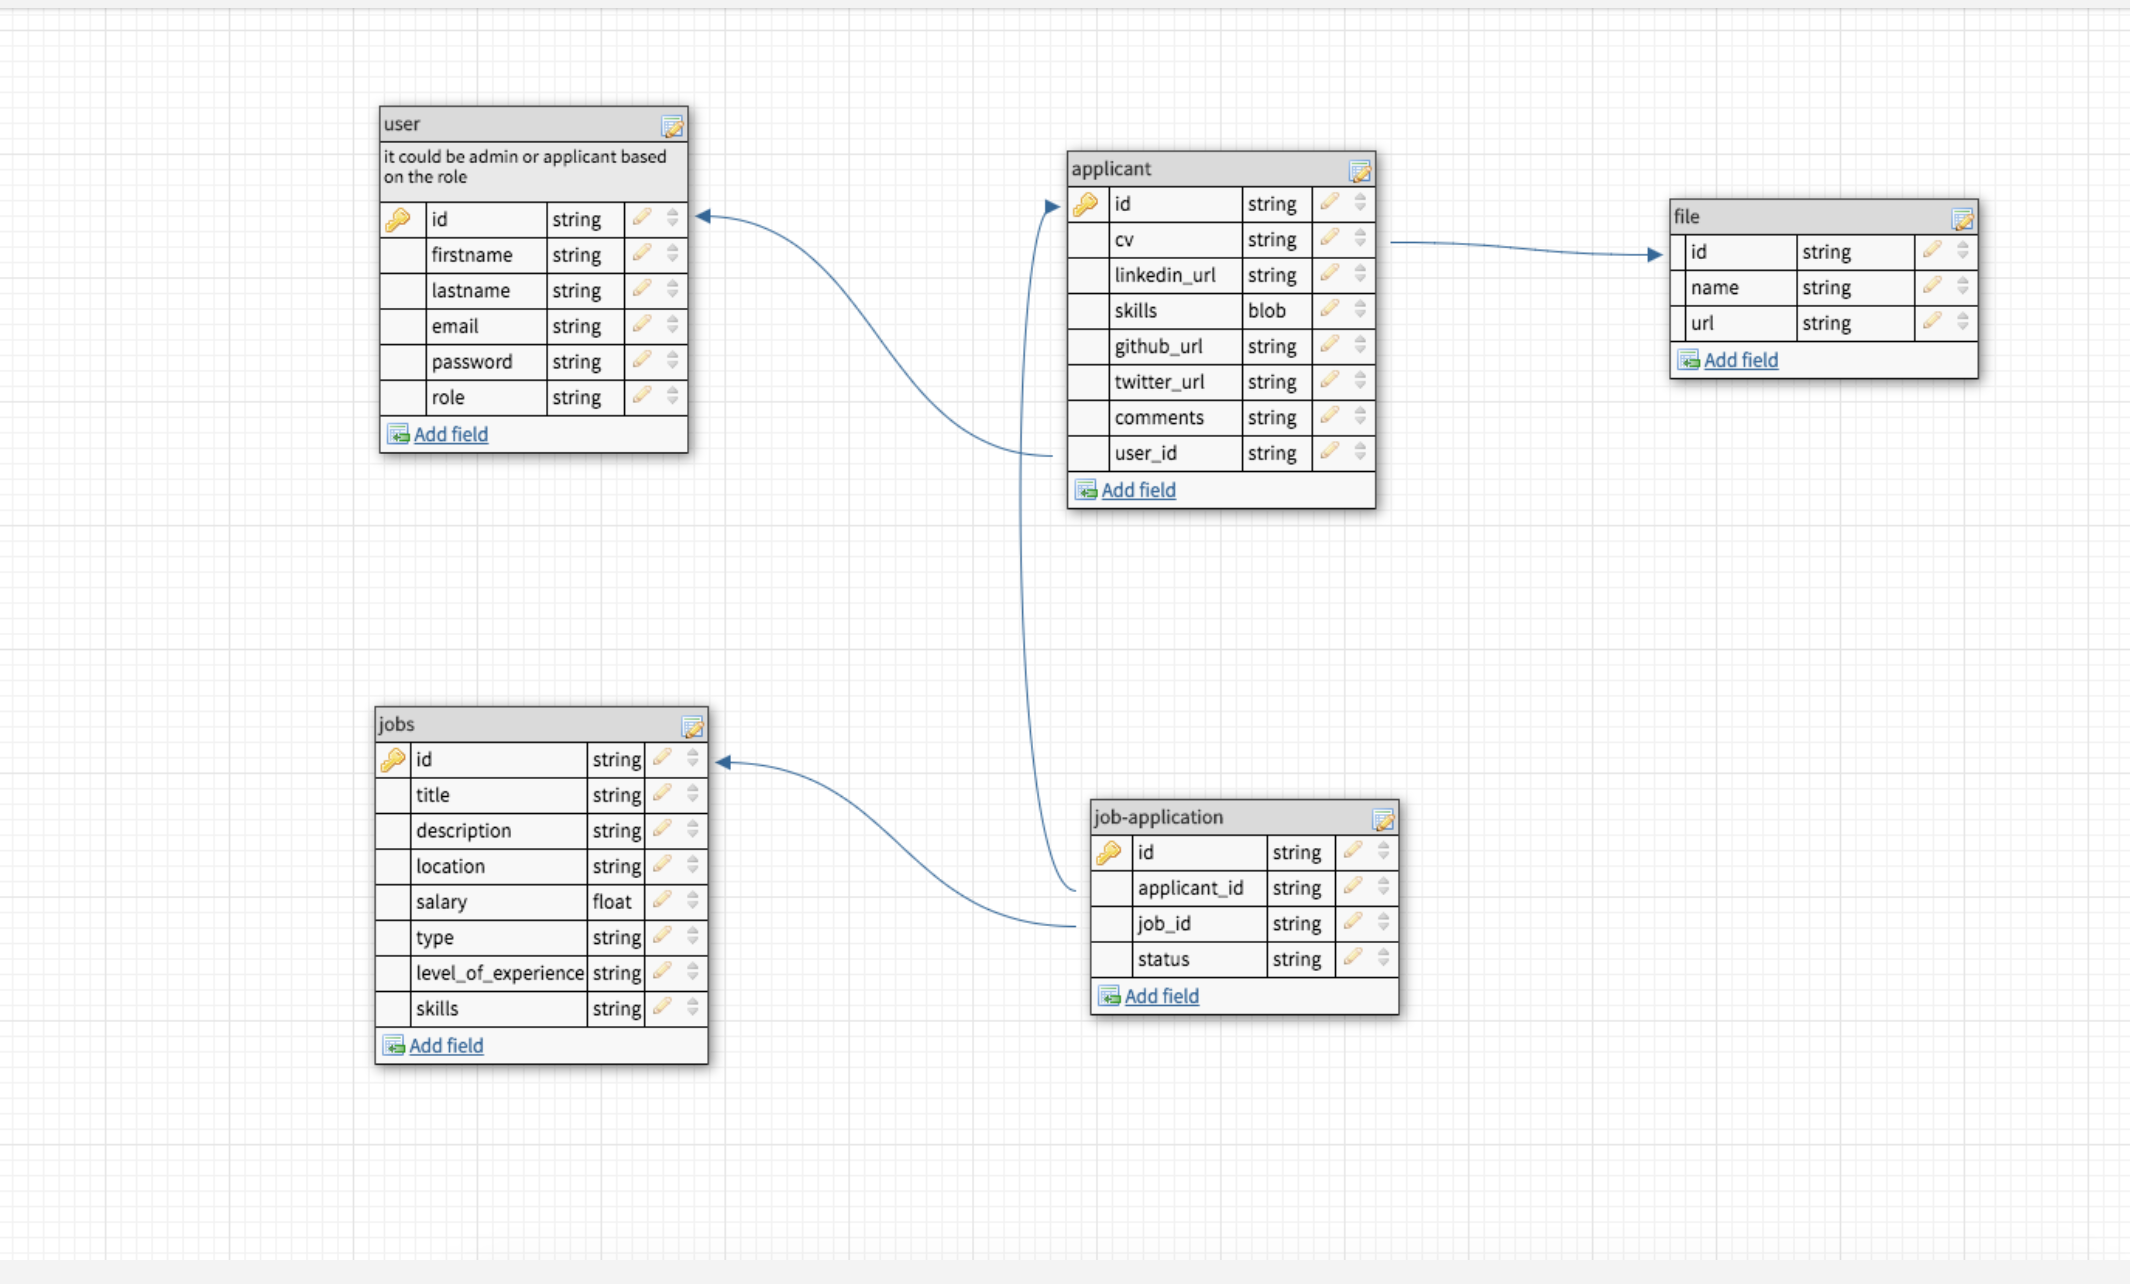 user
it could be admin or applicant based
on the role
id string
firstname string
lastname string
email string
password string
role string
Add field
applicant
id string
cv string
linkedin_url string
skills blob
github_url string
twitter_url string
comments string
user_id string
Add field
file
id string
name string
url string
Add field
jobs
id string
title string
description string
location string
salary float
type string
level_of_experience string
skills string
Add field
job-application
id string
applicant_id string
job_id string
status string
Add field